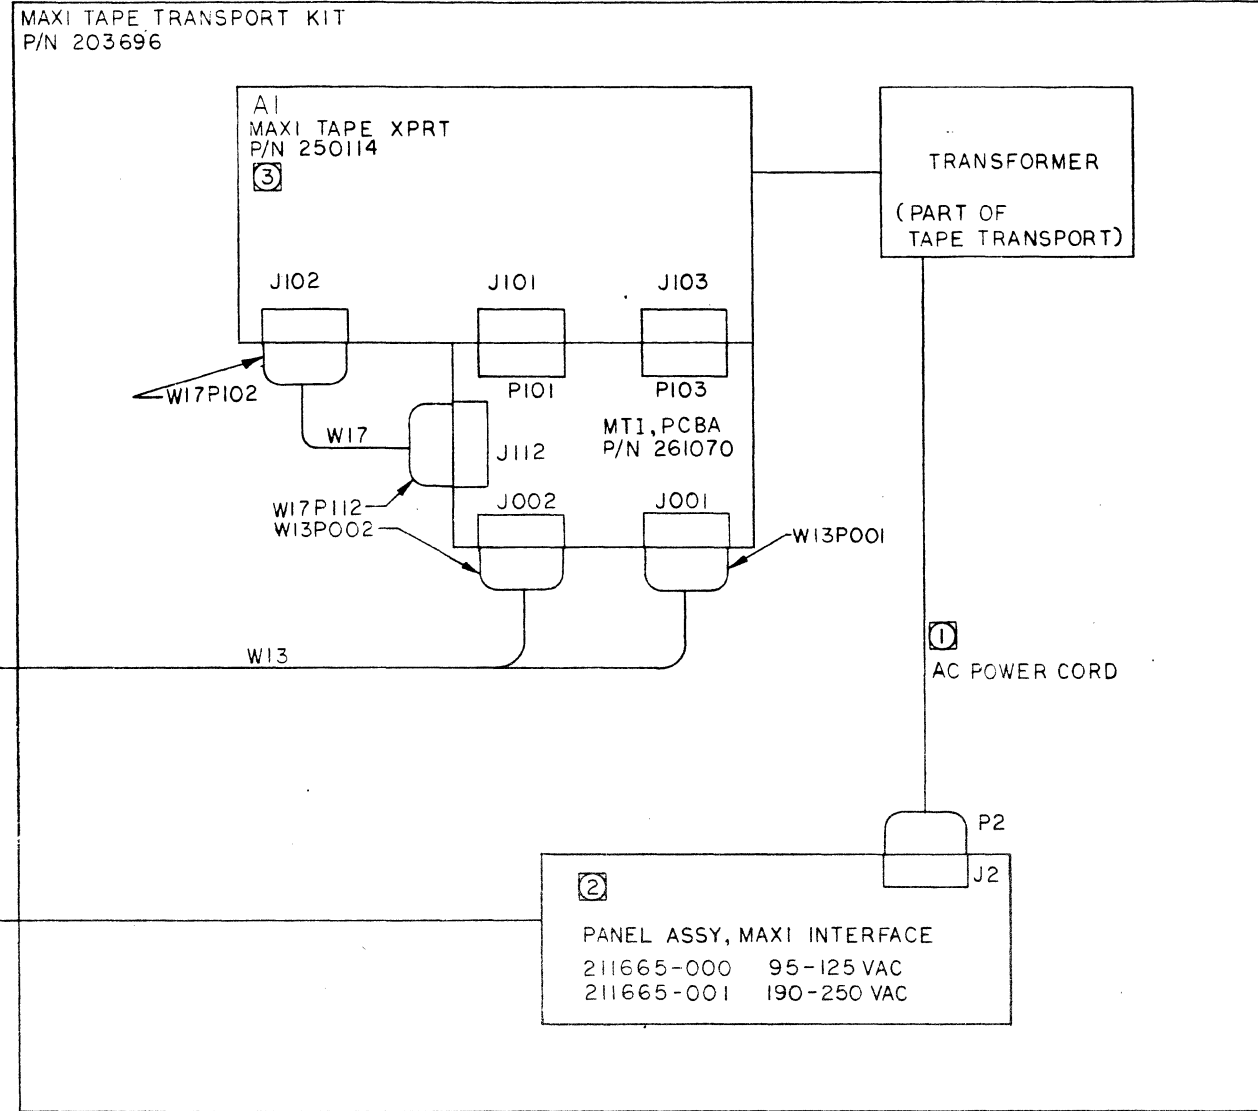 MAXI TAPE TRANSPORT KIT
P/N 203696
A1
MAXI TAPE XPRT
P/N 250114
3
TRANSFORMER
(PART OF
TAPE TRANSPORT)
J102
J101
J103
W17P102
P101
P103
W17
J112
MTI, PCBA
P/N 261070
W17P112
W13P002
J002
J001
W13P001
W13
1
AC POWER CORD
P2
J2
2
PANEL ASSY, MAXI INTERFACE
211665-000 95-125 VAC
211665-001 190-250 VAC